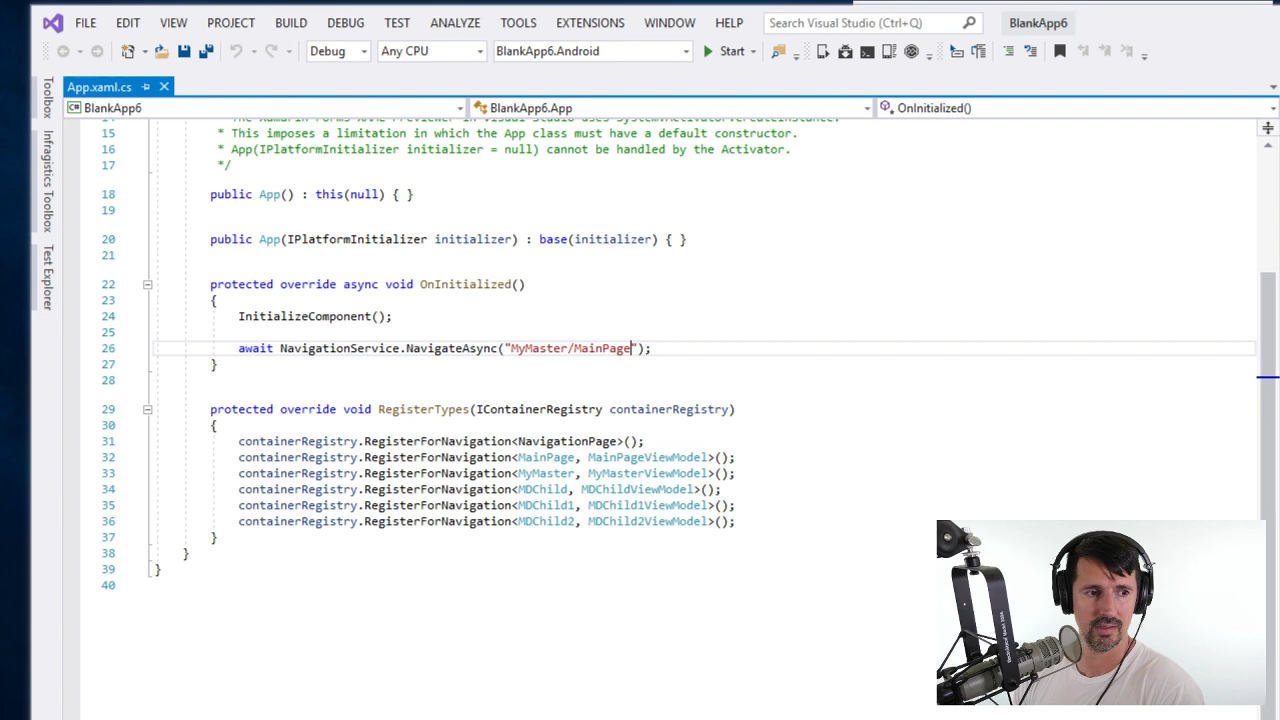 FILE EDIT VIEW PROJECT BUILD DEBUG TEST ANALYZE TOOLS EXTENSIONS WINDOW HELP Search Visual Studio (Ctrl+Q) BlankApp6
Debug Any CPU BlankApp6.Android Start
Toolbox
Infragistics Toolbox
Test Explorer
App.xaml.cs
C# BlankApp6 BlankApp6.App OnInitialized()
15 * This imposes a limitation in which the App class must have a default constructor.
16 * App(IPlatformInitializer initializer = null) cannot be handled by the Activator.
17 */
18 public App() : this(null) { }
19
20 public App(IPlatformInitializer initializer) : base(initializer) { }
21
22 protected override async void OnInitialized()
23 {
24 InitializeComponent();
25
26 await NavigationService.NavigateAsync("MyMaster/MainPage");
27 }
28
29 protected override void RegisterTypes(IContainerRegistry containerRegistry)
30 {
31 containerRegistry.RegisterForNavigation<NavigationPage>();
32 containerRegistry.RegisterForNavigation<MainPage, MainPageViewModel>();
33 containerRegistry.RegisterForNavigation<MyMaster, MyMasterViewModel>();
34 containerRegistry.RegisterForNavigation<MDChild, MDChildViewModel>();
35 containerRegistry.RegisterForNavigation<MDChild1, MDChild1ViewModel>();
36 containerRegistry.RegisterForNavigation<MDChild2, MDChild2ViewModel>();
37 }
38 }
39 }
40